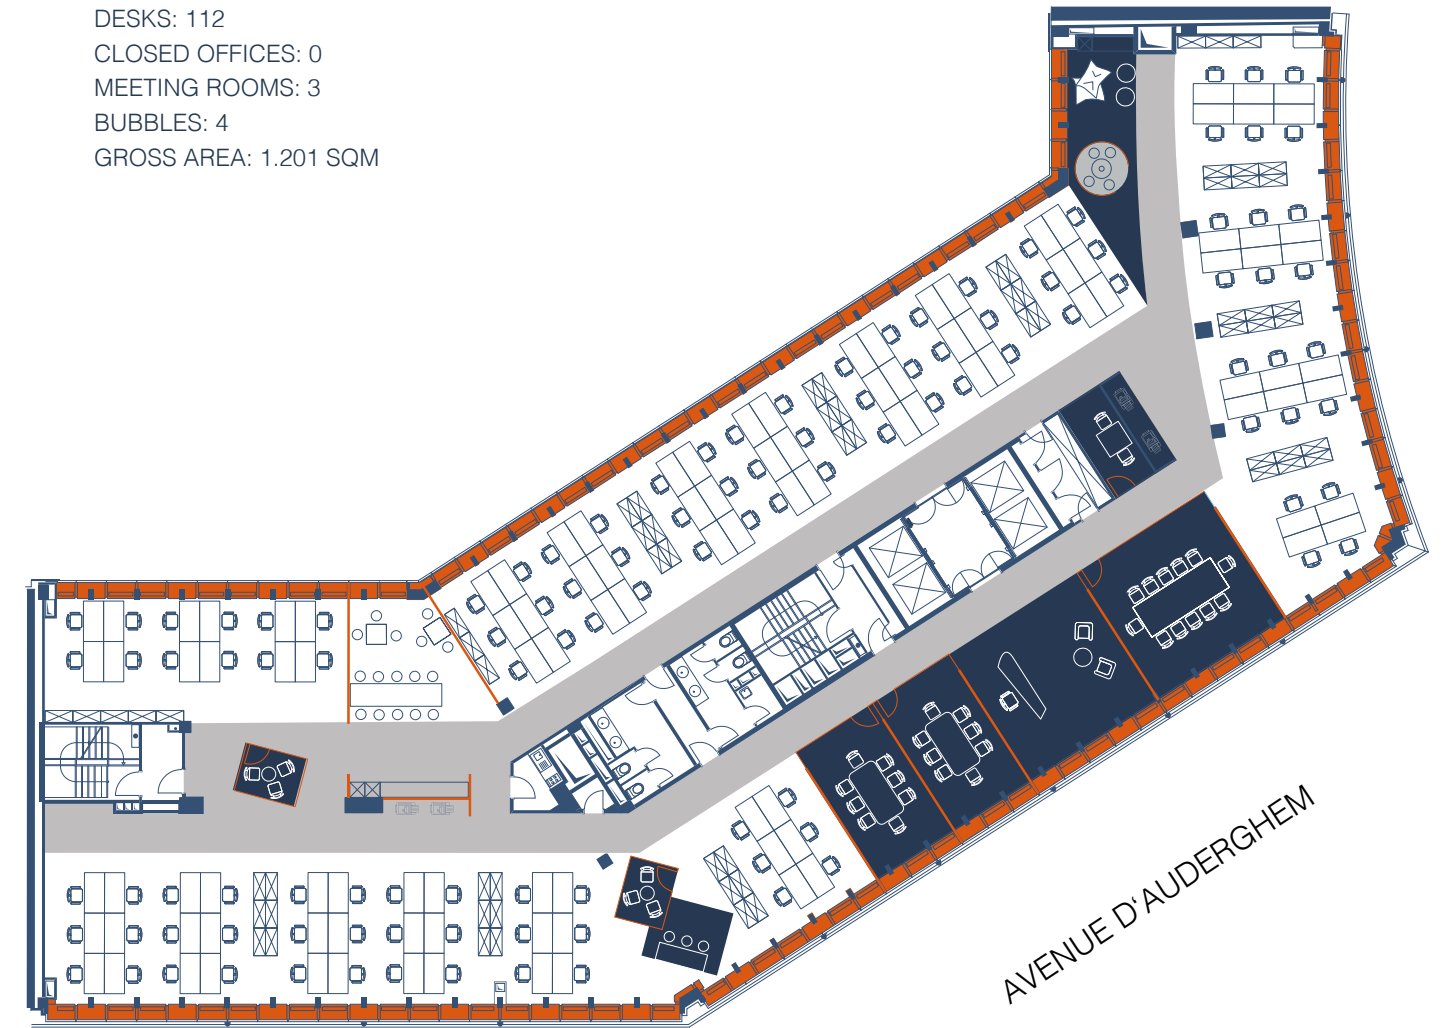 DESKS: 112
CLOSED OFFICES: 0
MEETING ROOMS: 3
BUBBLES: 4
GROSS AREA: 1.201 SQM
AVENUE D'AUDERGHEM